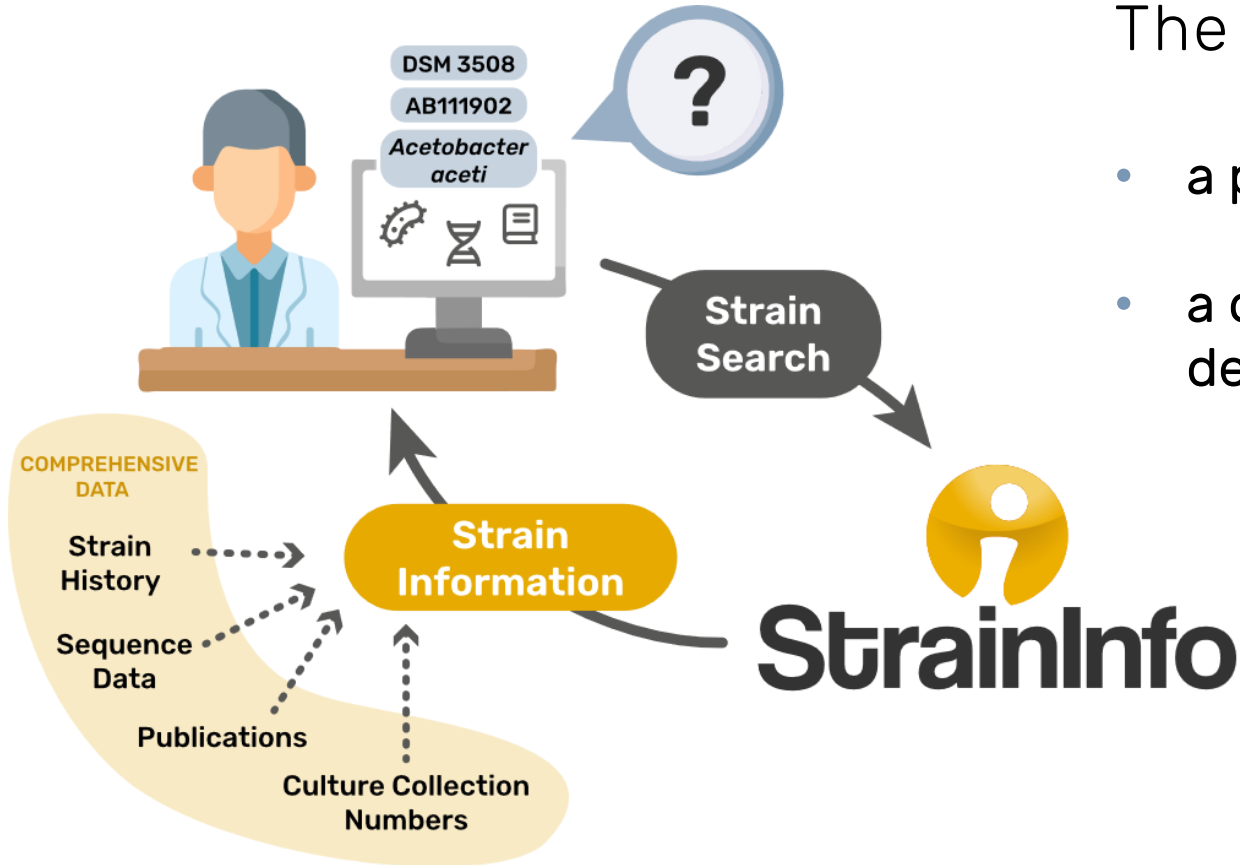 DSM 3508
AB111902
Acetobacter
aceti
?
Strain
Search
COMPREHENSIVE
DATA
Strain
History
Sequence
Data
Publications
Culture Collection
Numbers
Strain
Information
StrainInfo
The
• a
• a